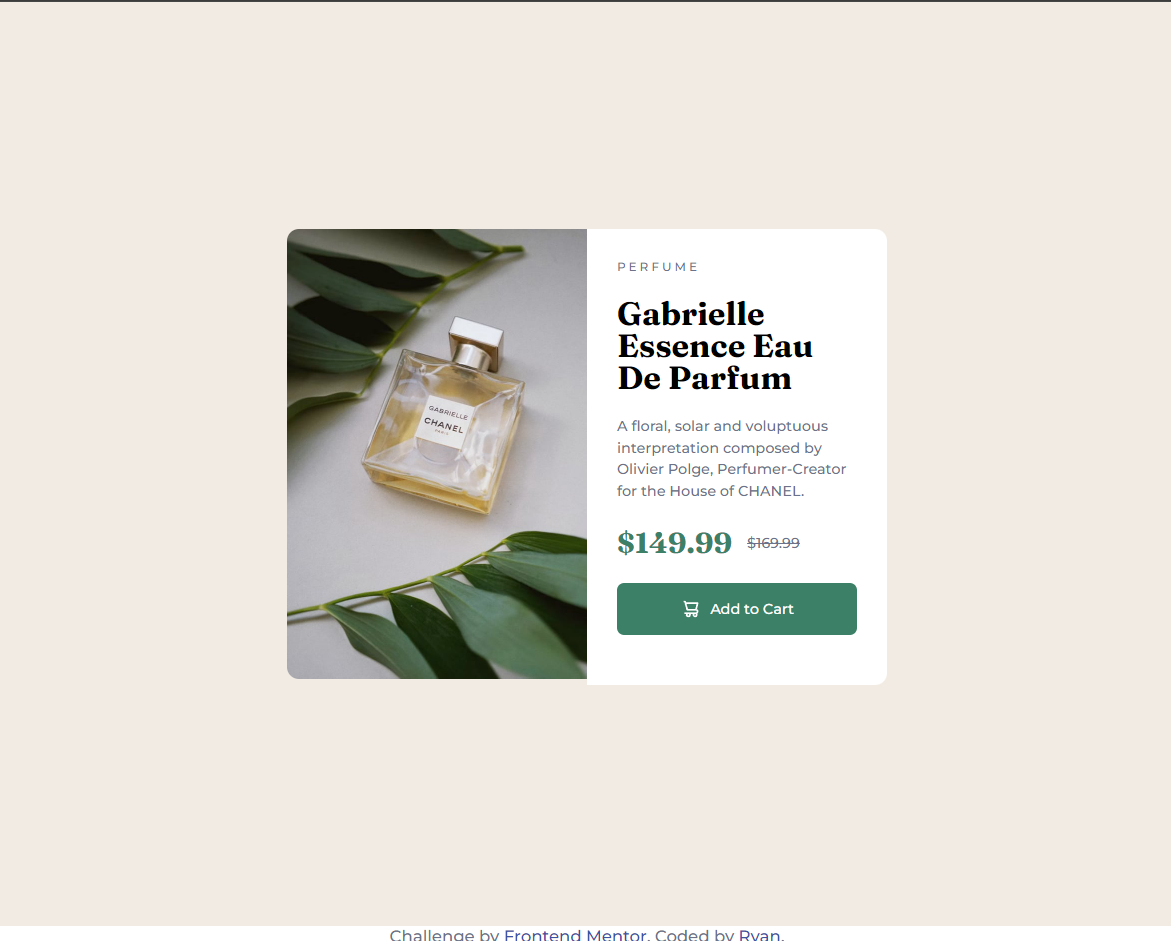 PERFUME
Gabrielle
Essence Eau
De Parfum
GABRIELLE
CHANEL
PARIS
A floral, solar and voluptuous
interpretation composed by
Olivier Polge, Perfumer-Creator
for the House of CHANEL.
$149.99 $169.99
Add to Cart
Challenge by Frontend Mentor. Coded by Ryan.